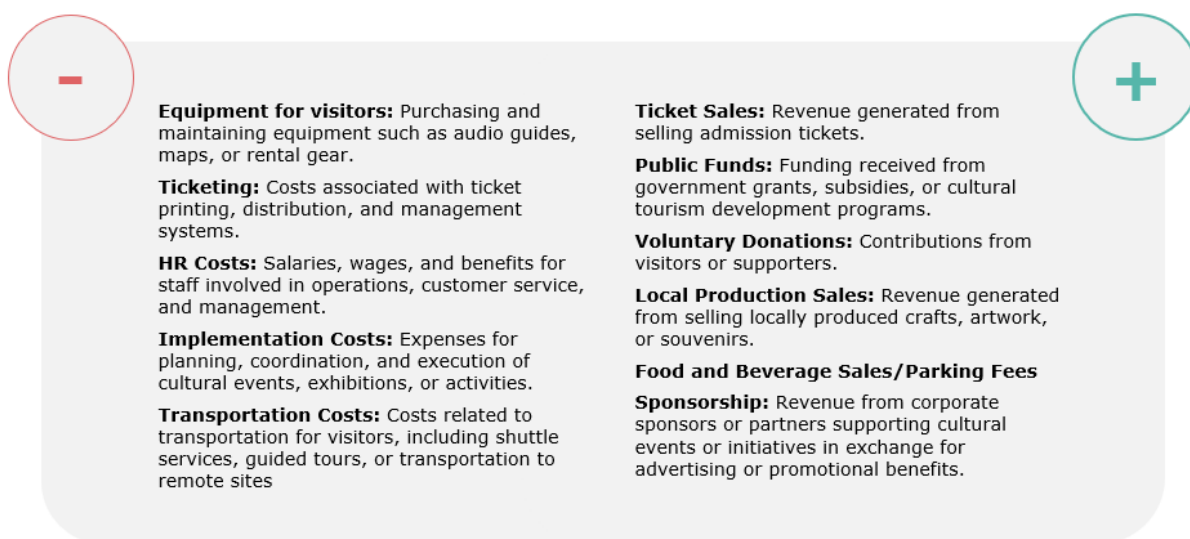 -
+
Equipment for visitors: Purchasing and
maintaining equipment such as audio guides,
maps, or rental gear.
Ticketing: Costs associated with ticket
printing, distribution, and management
systems.
HR Costs: Salaries, wages, and benefits for
staff involved in operations, customer service,
and management.
Implementation Costs: Expenses for
planning, coordination, and execution of
cultural events, exhibitions, or activities.
Transportation Costs: Costs related to
transportation for visitors, including shuttle
services, guided tours, or transportation to
remote sites
Ticket Sales: Revenue generated from
selling admission tickets.
Public Funds: Funding received from
government grants, subsidies, or cultural
tourism development programs.
Voluntary Donations: Contributions from
visitors or supporters.
Local Production Sales: Revenue generated
from selling locally produced crafts, artwork,
or souvenirs.
Food and Beverage Sales/Parking Fees
Sponsorship: Revenue from corporate
sponsors or partners supporting cultural
events or initiatives in exchange for
advertising or promotional benefits.